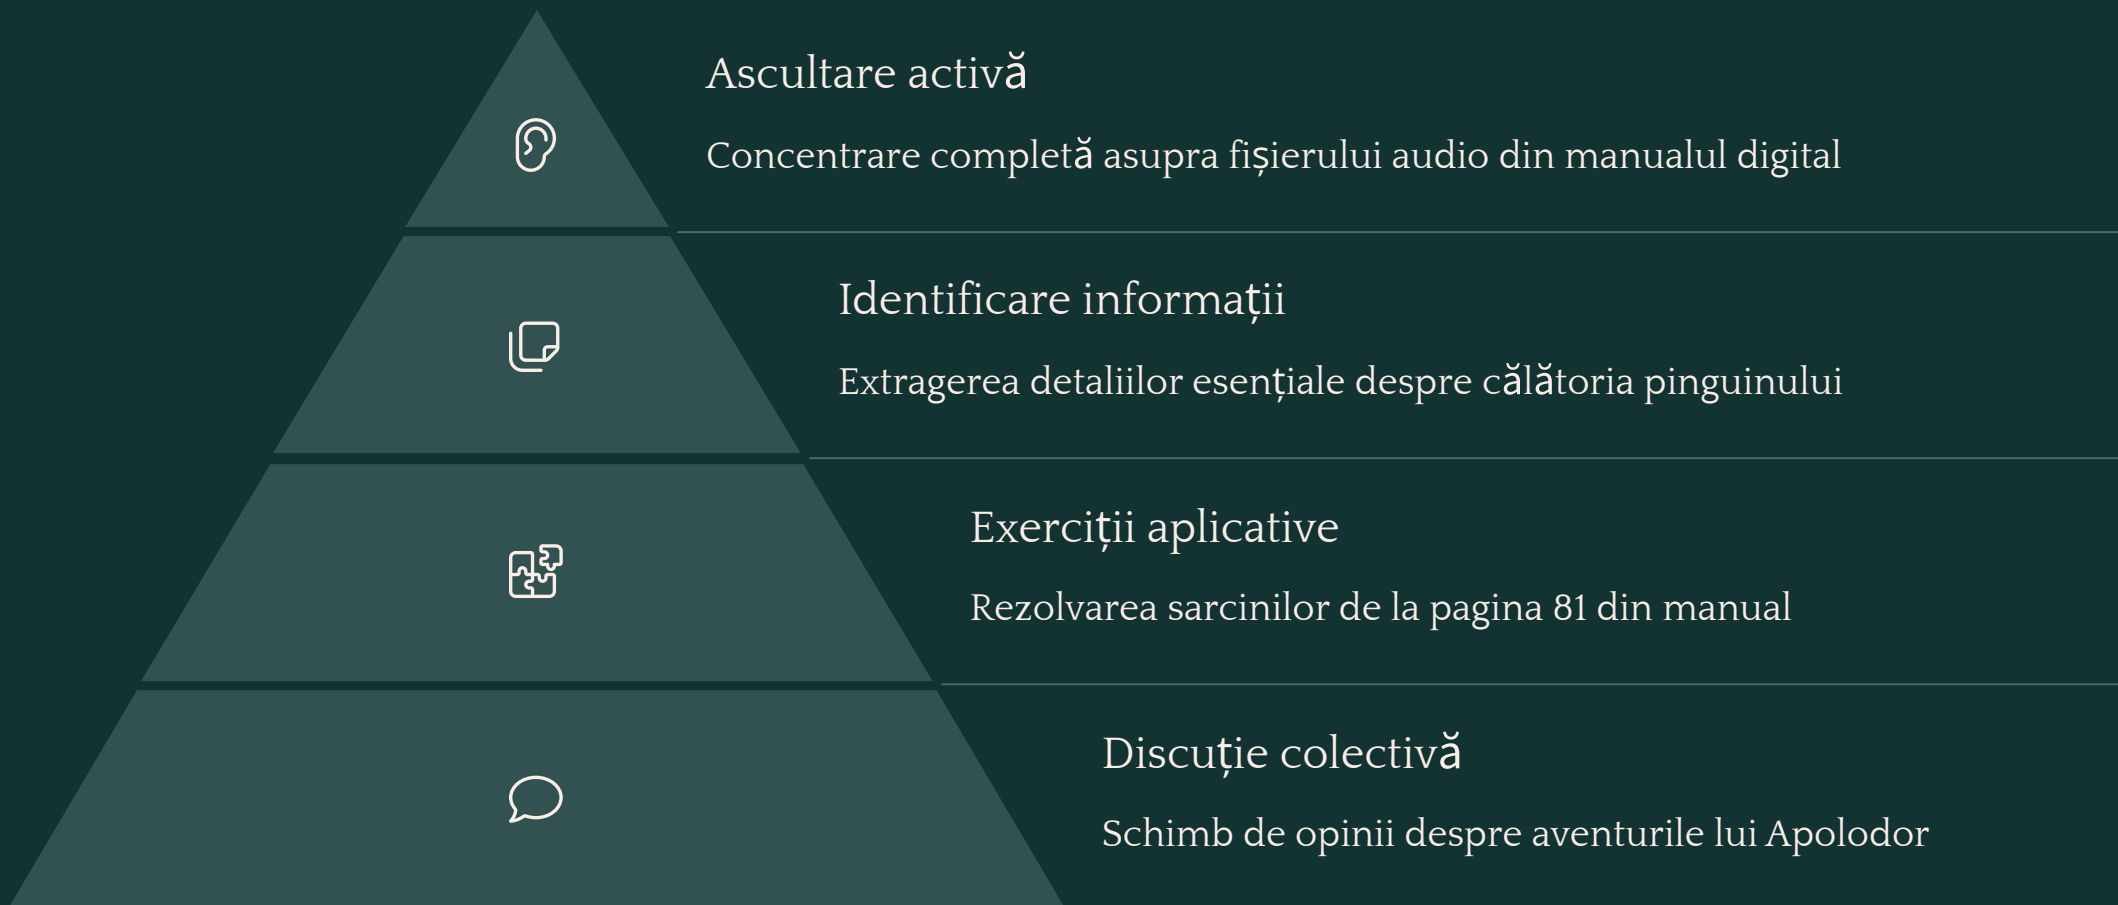 Ascultare activă
Concentrare completă asupra fișierului audio din manualul digital
Identificare informații
Extragerea detaliilor esențiale despre călătoria pinguinului
Exerciții aplicative
Rezolvarea sarcinilor de la pagina 81 din manual
Discuție colectivă
Schimb de opinii despre aventurile lui Apolodor